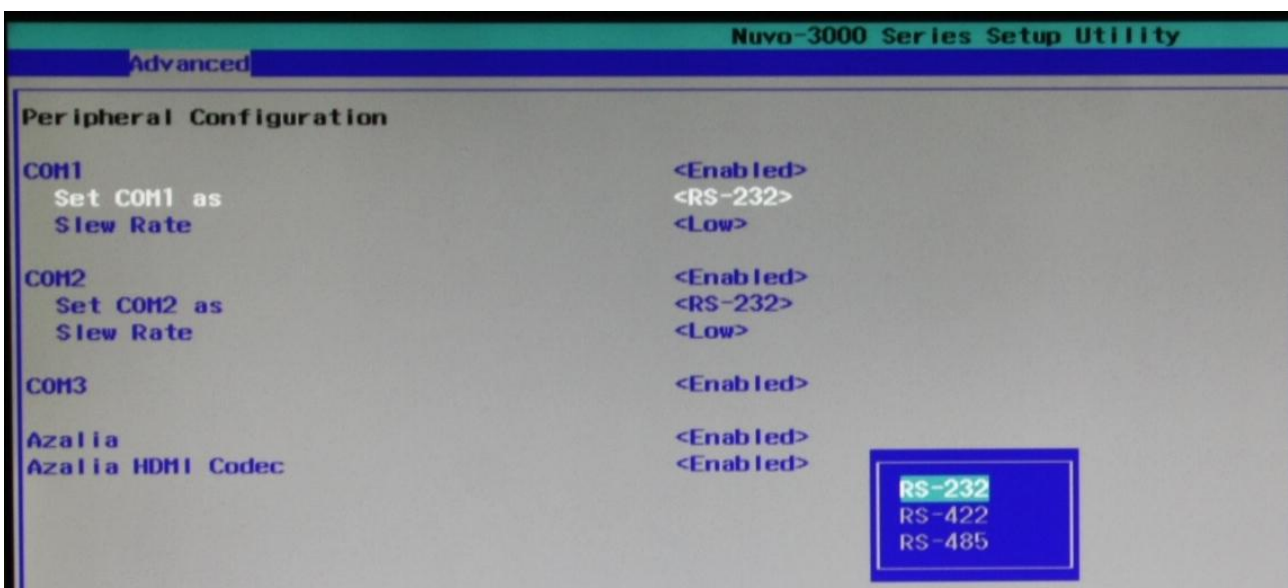 Nuvo-3000 Series Setup Utility
Advanced
Peripheral Configuration
COM1 <Enabled>
Set COM1 as <RS-232>
Slew Rate <Low>
COM2 <Enabled>
Set COM2 as <RS-232>
Slew Rate <Low>
COM3 <Enabled>
Azalia <Enabled>
Azalia HDMI Codec <Enabled>
RS-232
RS-422
RS-485